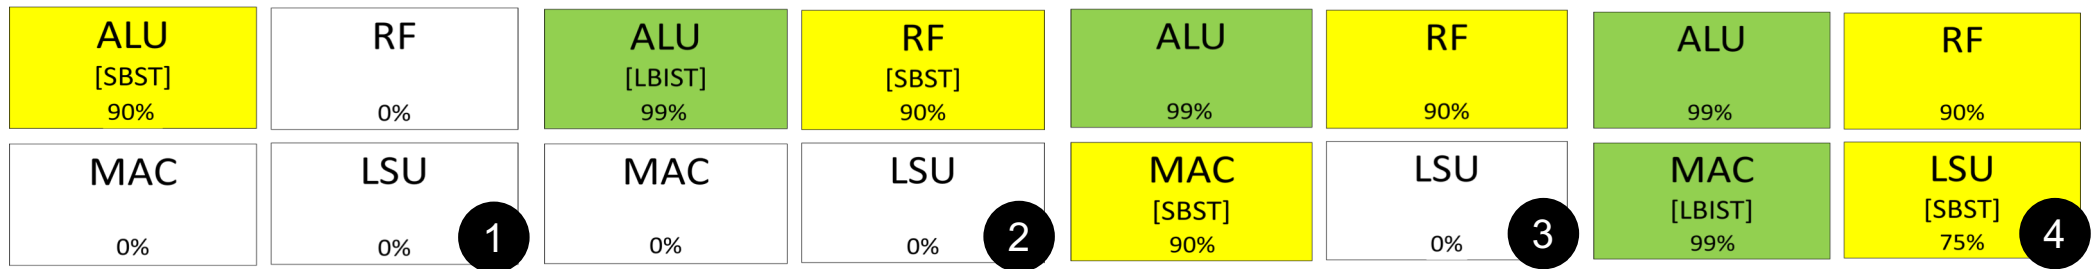 ALU
[SBST]
90%
RF
0%
MAC
0%
LSU
0%
1
ALU
[LBIST]
99%
RF
[SBST]
90%
MAC
0%
LSU
0%
2
ALU
99%
RF
90%
MAC
[SBST]
90%
LSU
0%
3
ALU
99%
RF
90%
MAC
[LBIST]
99%
LSU
[SBST]
75%
4